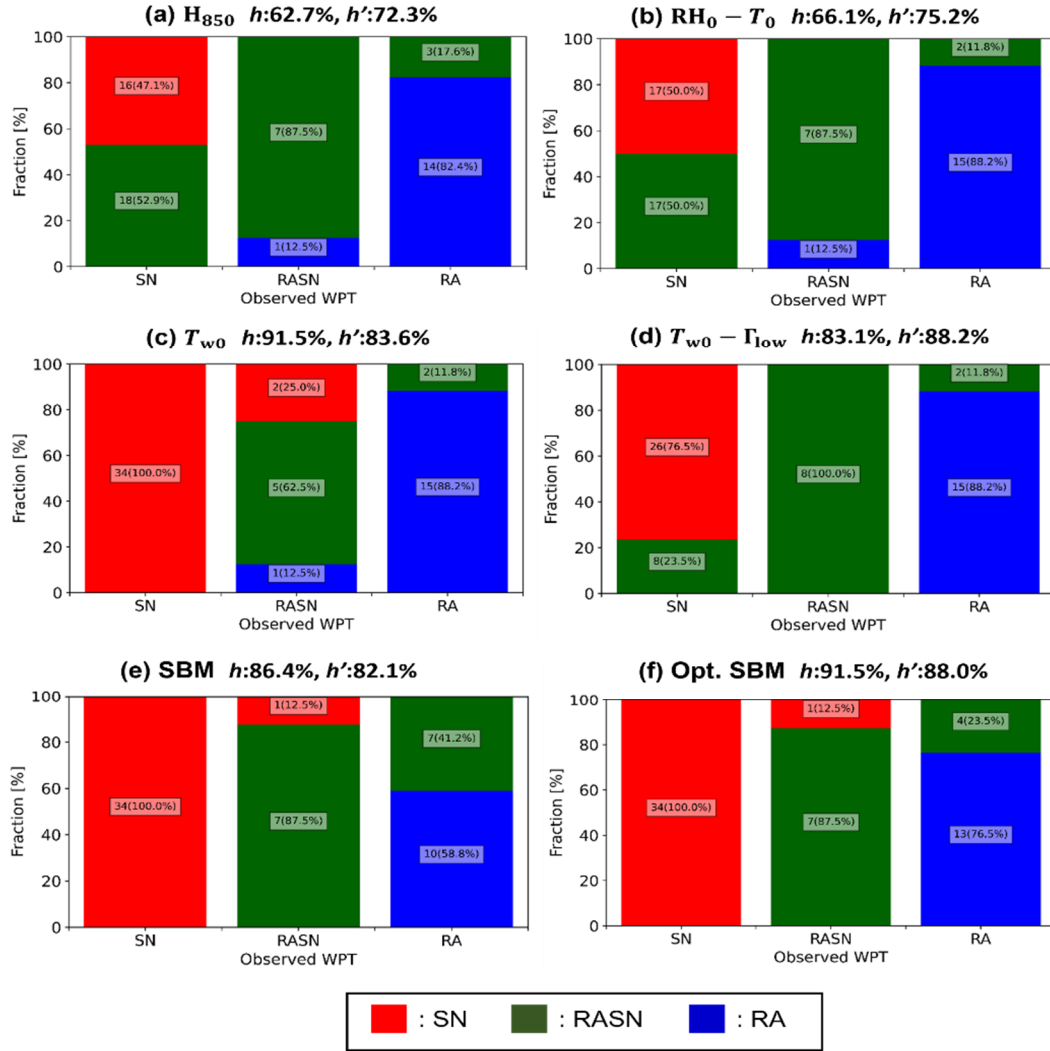 (a) H₈₅₀ h:62.7%, h′:72.3%
Fraction [%]
100
80
60
40
20
0
16(47.1%)
18(52.9%)
7(87.5%)
1(12.5%)
3(17.6%)
14(82.4%)
SN RASN RA
Observed WPT
(b) RH₀ − T₀ h:66.1%, h′:75.2%
Fraction [%]
100
80
60
40
20
0
17(50.0%)
17(50.0%)
7(87.5%)
1(12.5%)
2(11.8%)
15(88.2%)
SN RASN RA
Observed WPT
(c) T_w0 h:91.5%, h′:83.6%
Fraction [%]
100
80
60
40
20
0
34(100.0%)
2(25.0%)
5(62.5%)
1(12.5%)
2(11.8%)
15(88.2%)
SN RASN RA
Observed WPT
(d) T_w0 − Γ_low h:83.1%, h′:88.2%
Fraction [%]
100
80
60
40
20
0
26(76.5%)
8(23.5%)
8(100.0%)
2(11.8%)
15(88.2%)
SN RASN RA
Observed WPT
(e) SBM h:86.4%, h′:82.1%
Fraction [%]
100
80
60
40
20
0
34(100.0%)
1(12.5%)
7(87.5%)
7(41.2%)
10(58.8%)
SN RASN RA
Observed WPT
(f) Opt. SBM h:91.5%, h′:88.0%
Fraction [%]
100
80
60
40
20
0
34(100.0%)
1(12.5%)
7(87.5%)
4(23.5%)
13(76.5%)
SN RASN RA
Observed WPT
: SN : RASN : RA